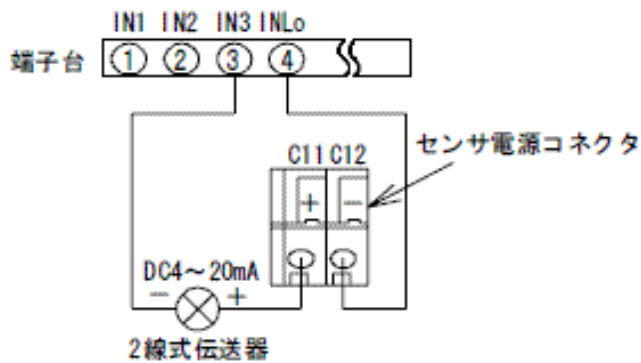 IN1 IN2 IN3 INLo
端子台 ① ② ③ ④
C11 C12
センサ電源コネクタ
+ −
DC4～20mA
− +
2線式伝送器